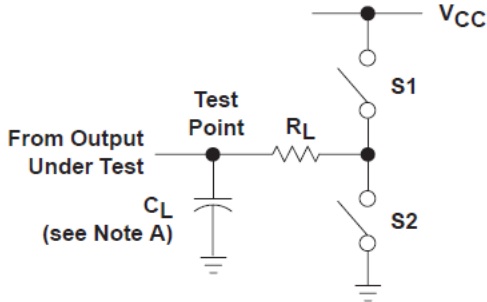 VCC
S1
Test
Point
RL
From Output
Under Test
CL
(see Note A)
S2